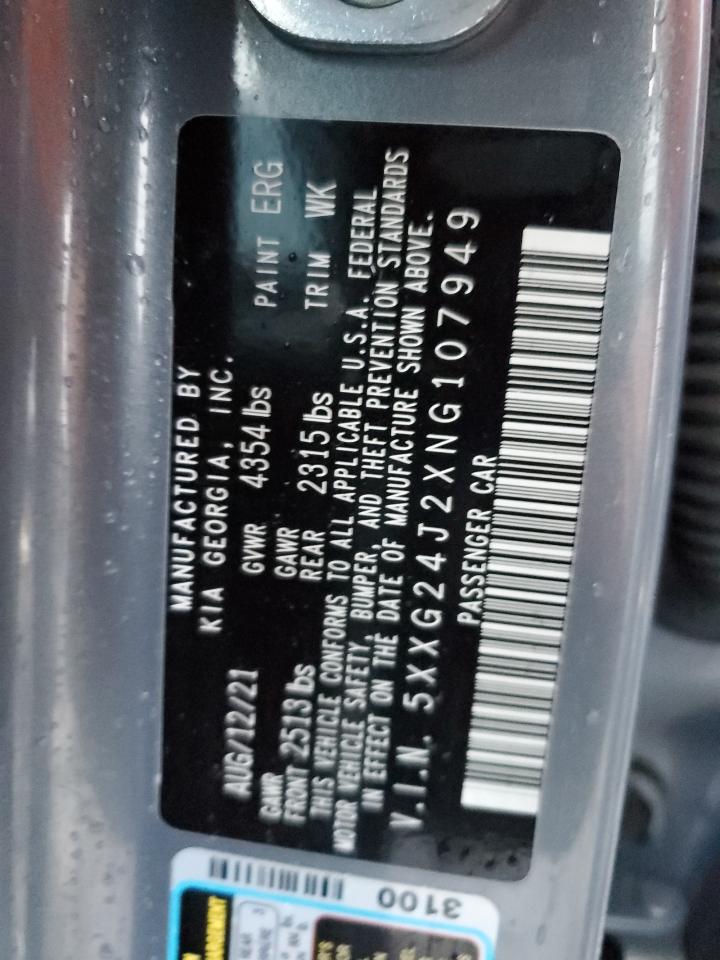 MANUFACTURED BY
KIA GEORGIA, INC.
AUG/12/21 GVWR 4354 lbs PAINT ERG
GAWR FRONT 2513 lbs GAWR REAR 2315 lbs TRIM WK
THIS VEHICLE CONFORMS TO ALL APPLICABLE U.S.A. FEDERAL
MOTOR VEHICLE SAFETY, BUMPER, AND THEFT PREVENTION STANDARDS
IN EFFECT ON THE DATE OF MANUFACTURE SHOWN ABOVE.
V.I.N. 5XXG24J2XNG107949
PASSENGER CAR
3100
REAR